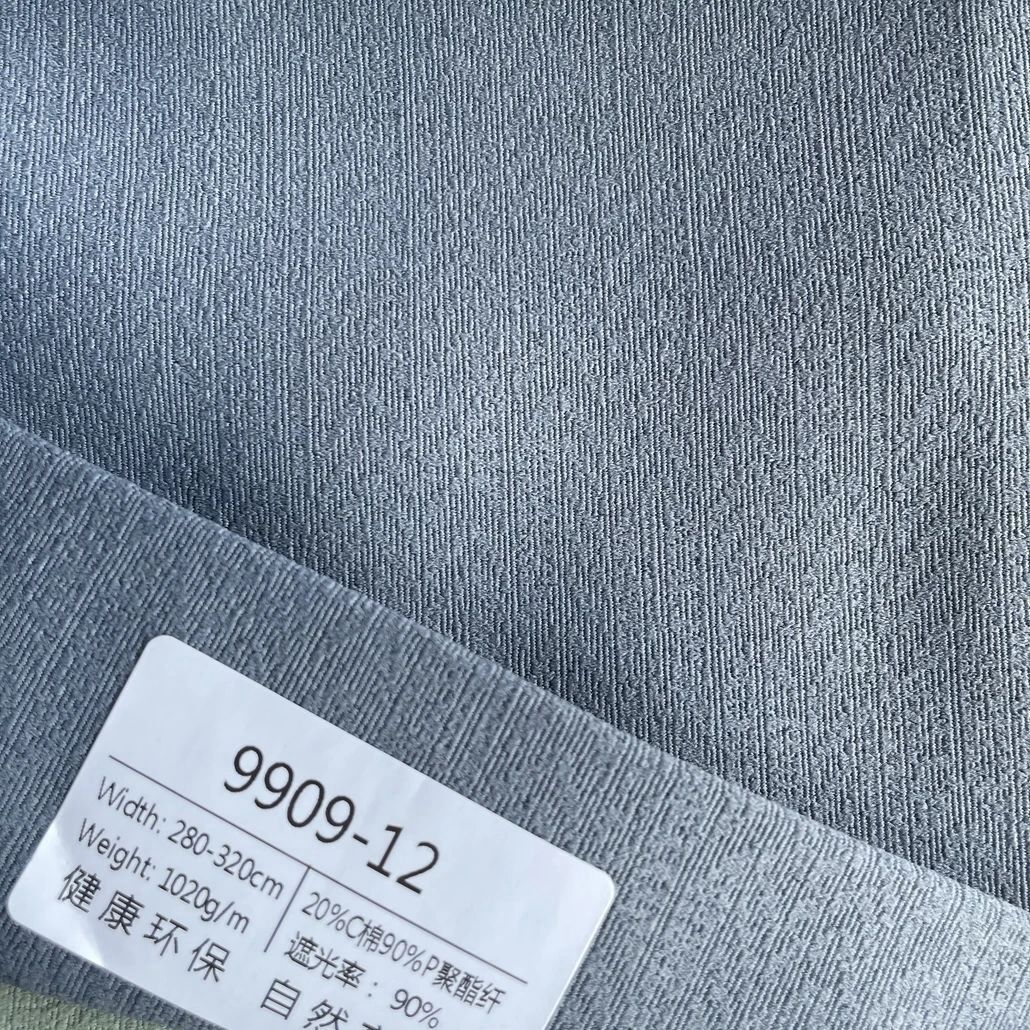 9909-12
Width: 280-320cm
Weight: 1020g/m
20%C棉90%P聚酯纤
遮光率：90%
健康环保 自然